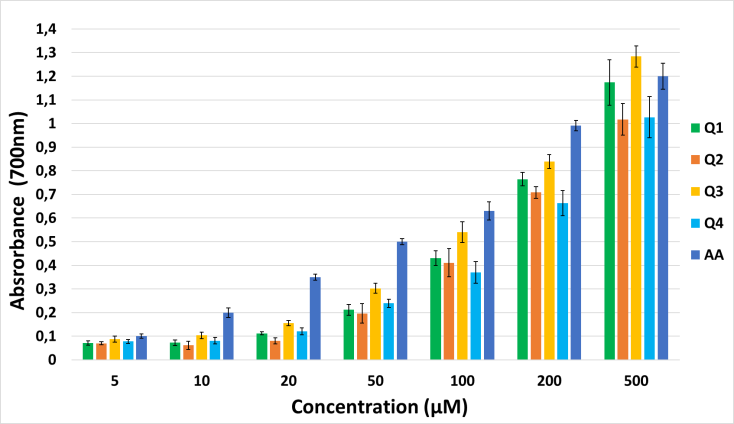 1,4
1,3
1,2
1,1
1
0,9
0,8
0,7
0,6
0,5
0,4
0,3
0,2
0,1
0
Absrorbance (700nm)
5 10 20 50 100 200 500
Concentration (μM)
Q1
Q2
Q3
Q4
AA